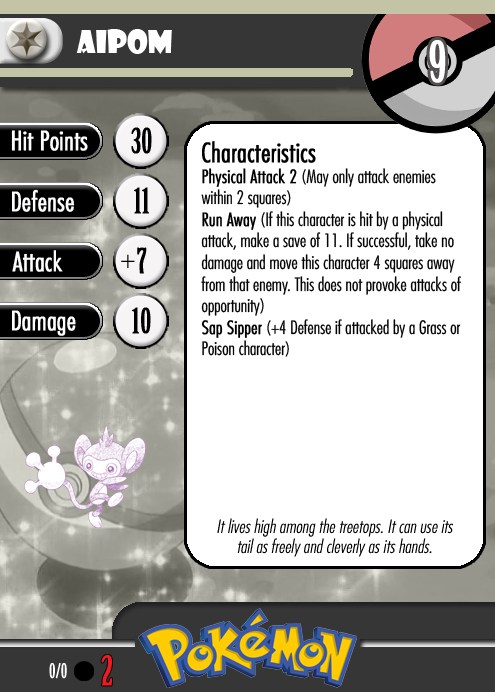 AIPOM
9
Hit Points 30
Defense 11
Attack +7
Damage 10
Characteristics
Physical Attack 2 (May only attack enemies
within 2 squares)
Run Away (If this character is hit by a physical
attack, make a save of 11. If successful, take no
damage and move this character 4 squares away
from that enemy. This does not provoke attacks of
opportunity)
Sap Sipper (+4 Defense if attacked by a Grass or
Poison character)
It lives high among the treetops. It can use its
tail as freely and cleverly as its hands.
0/0 2
POKéMON